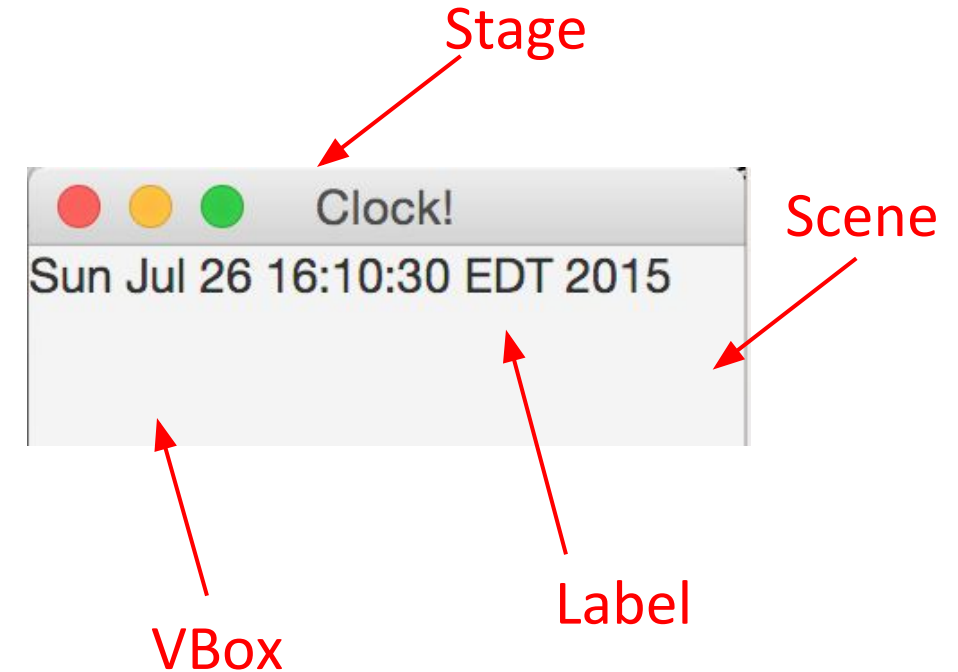 Stage
Clock!
Scene
Sun Jul 26 16:10:30 EDT 2015
Label
VBox